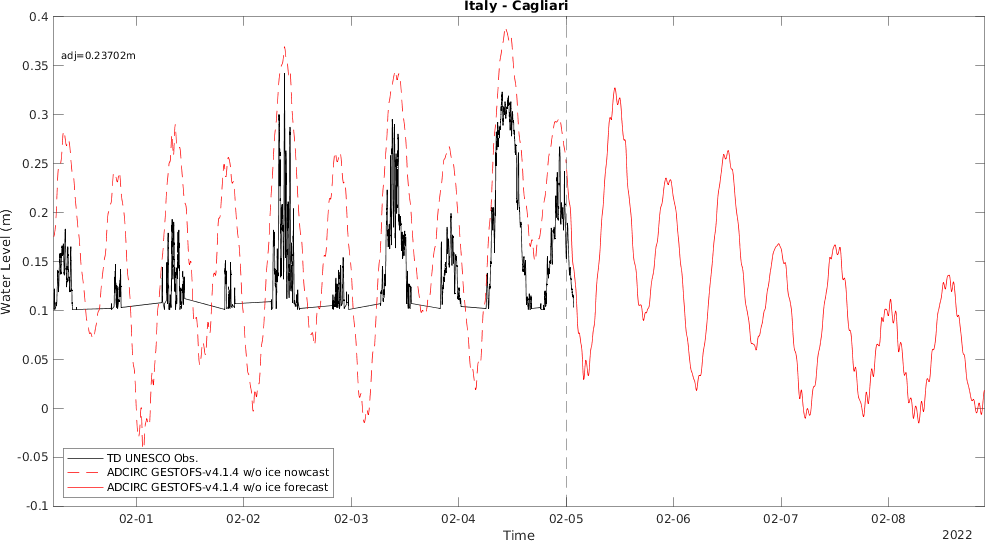 Italy - Cagliari
0.4
adj=0.23702m
0.35
0.3
0.25
0.2
0.15
0.1
0.05
0
-0.05
-0.1
Water Level (m)
TD UNESCO Obs.
ADCIRC GESTOFS-v4.1.4 w/o ice nowcast
ADCIRC GESTOFS-v4.1.4 w/o ice forecast
02-01 02-02 02-03 02-04 02-05 02-06 02-07 02-08
Time
2022